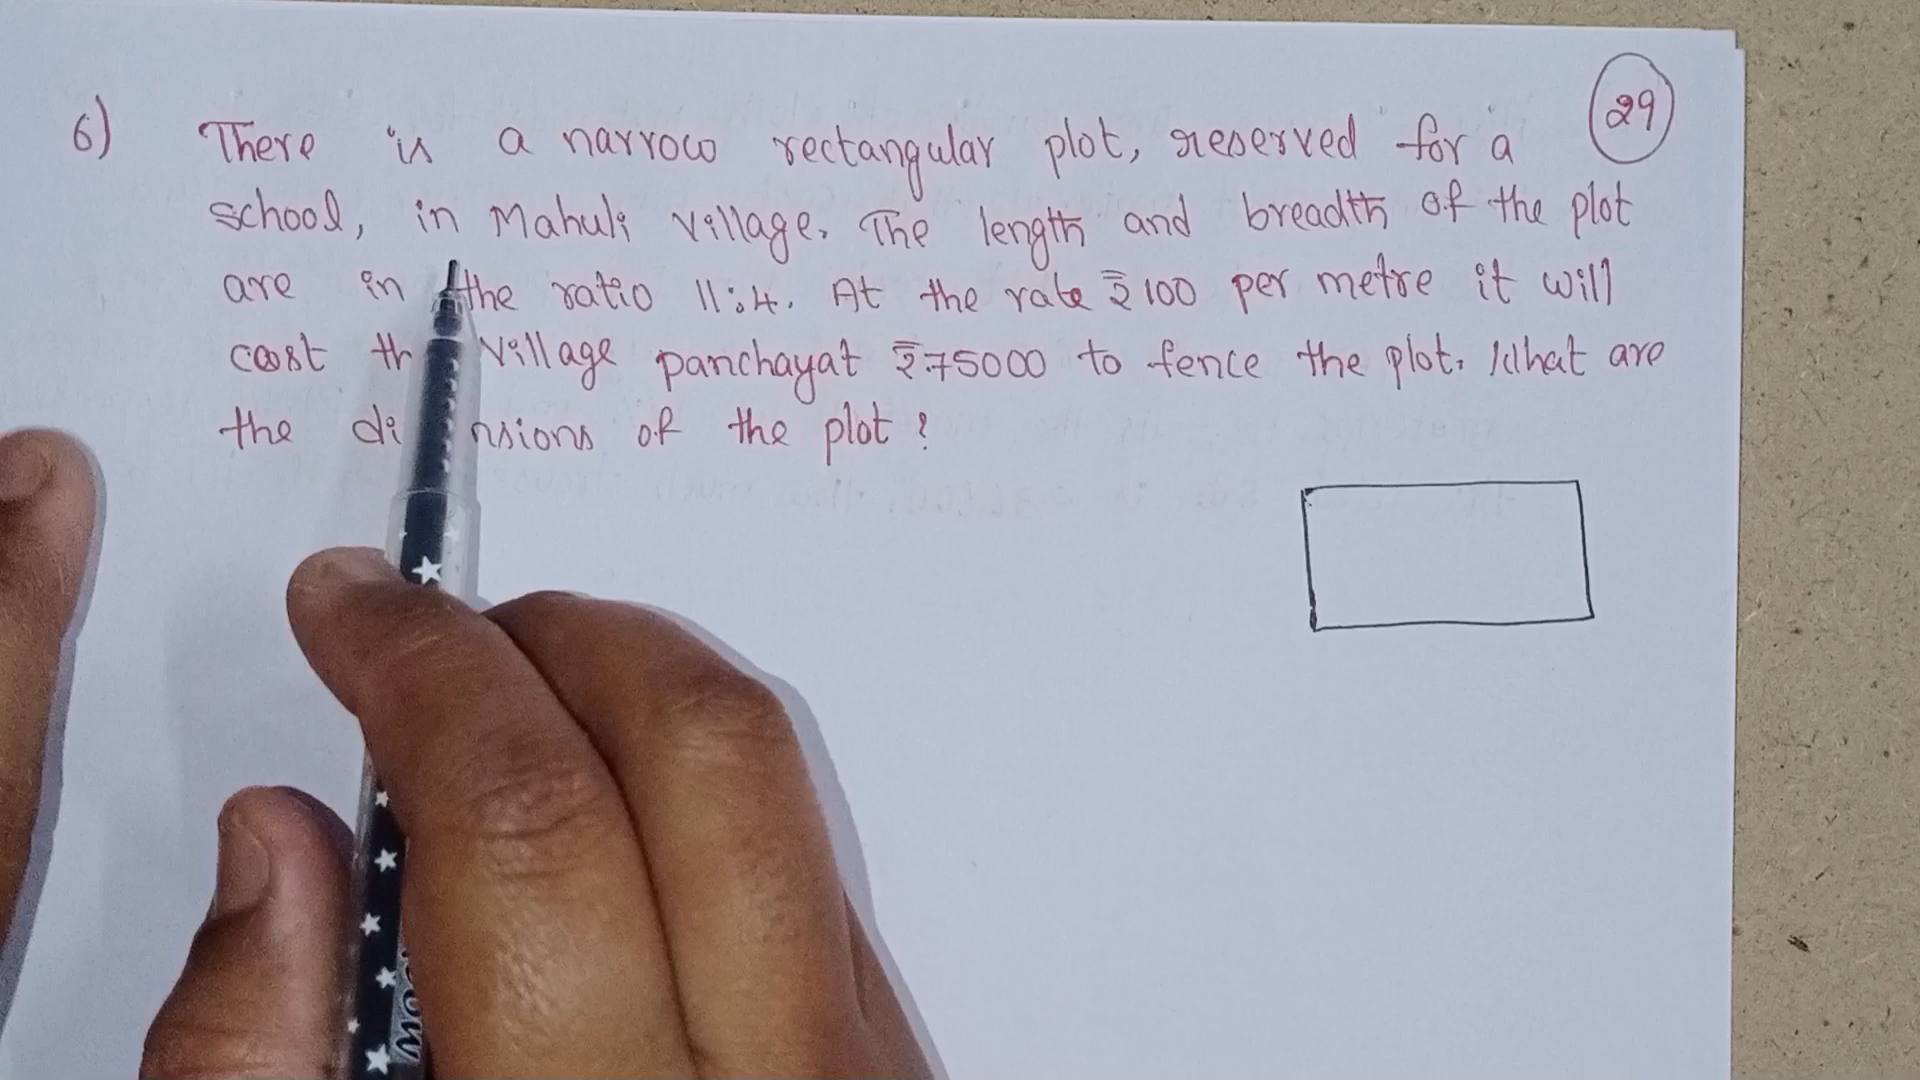 29
6) There is a narrow rectangular plot, reserved for a
school, in Mahuli village. The length and breadth of the plot
are in the ratio 11:4. At the rate ₹100 per metre it will
cost village panchayat ₹75000 to fence the plot. What are
the of the plot?